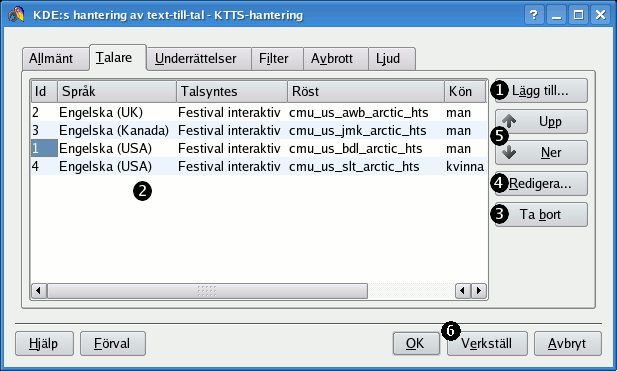 KDE:s hantering av text-till-tal - KTTS-hantering
Allmänt Talare Underrättelser Filter Avbrott Ljud
Id Språk Talsyntes Röst Kön
2 Engelska (UK) Festival interaktiv cmu_us_awb_arctic_hts man
3 Engelska (Kanada) Festival interaktiv cmu_us_jmk_arctic_hts man
1 Engelska (USA) Festival interaktiv cmu_us_bdl_arctic_hts man
4 Engelska (USA) Festival interaktiv cmu_us_slt_arctic_hts kvinna
2
1 Lägg till...
Upp
5
Ner
4 Redigera...
3 Ta bort
6
Hjälp Förval OK Verkställ Avbryt